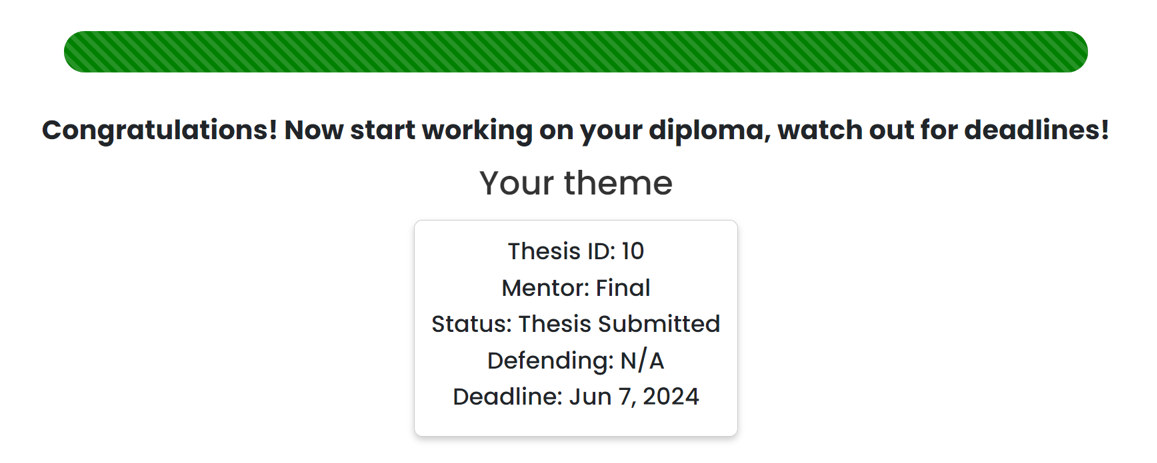 Congratulations! Now start working on your diploma, watch out for deadlines!
Your theme
Thesis ID: 10
Mentor: Final
Status: Thesis Submitted
Defending: N/A
Deadline: Jun 7, 2024